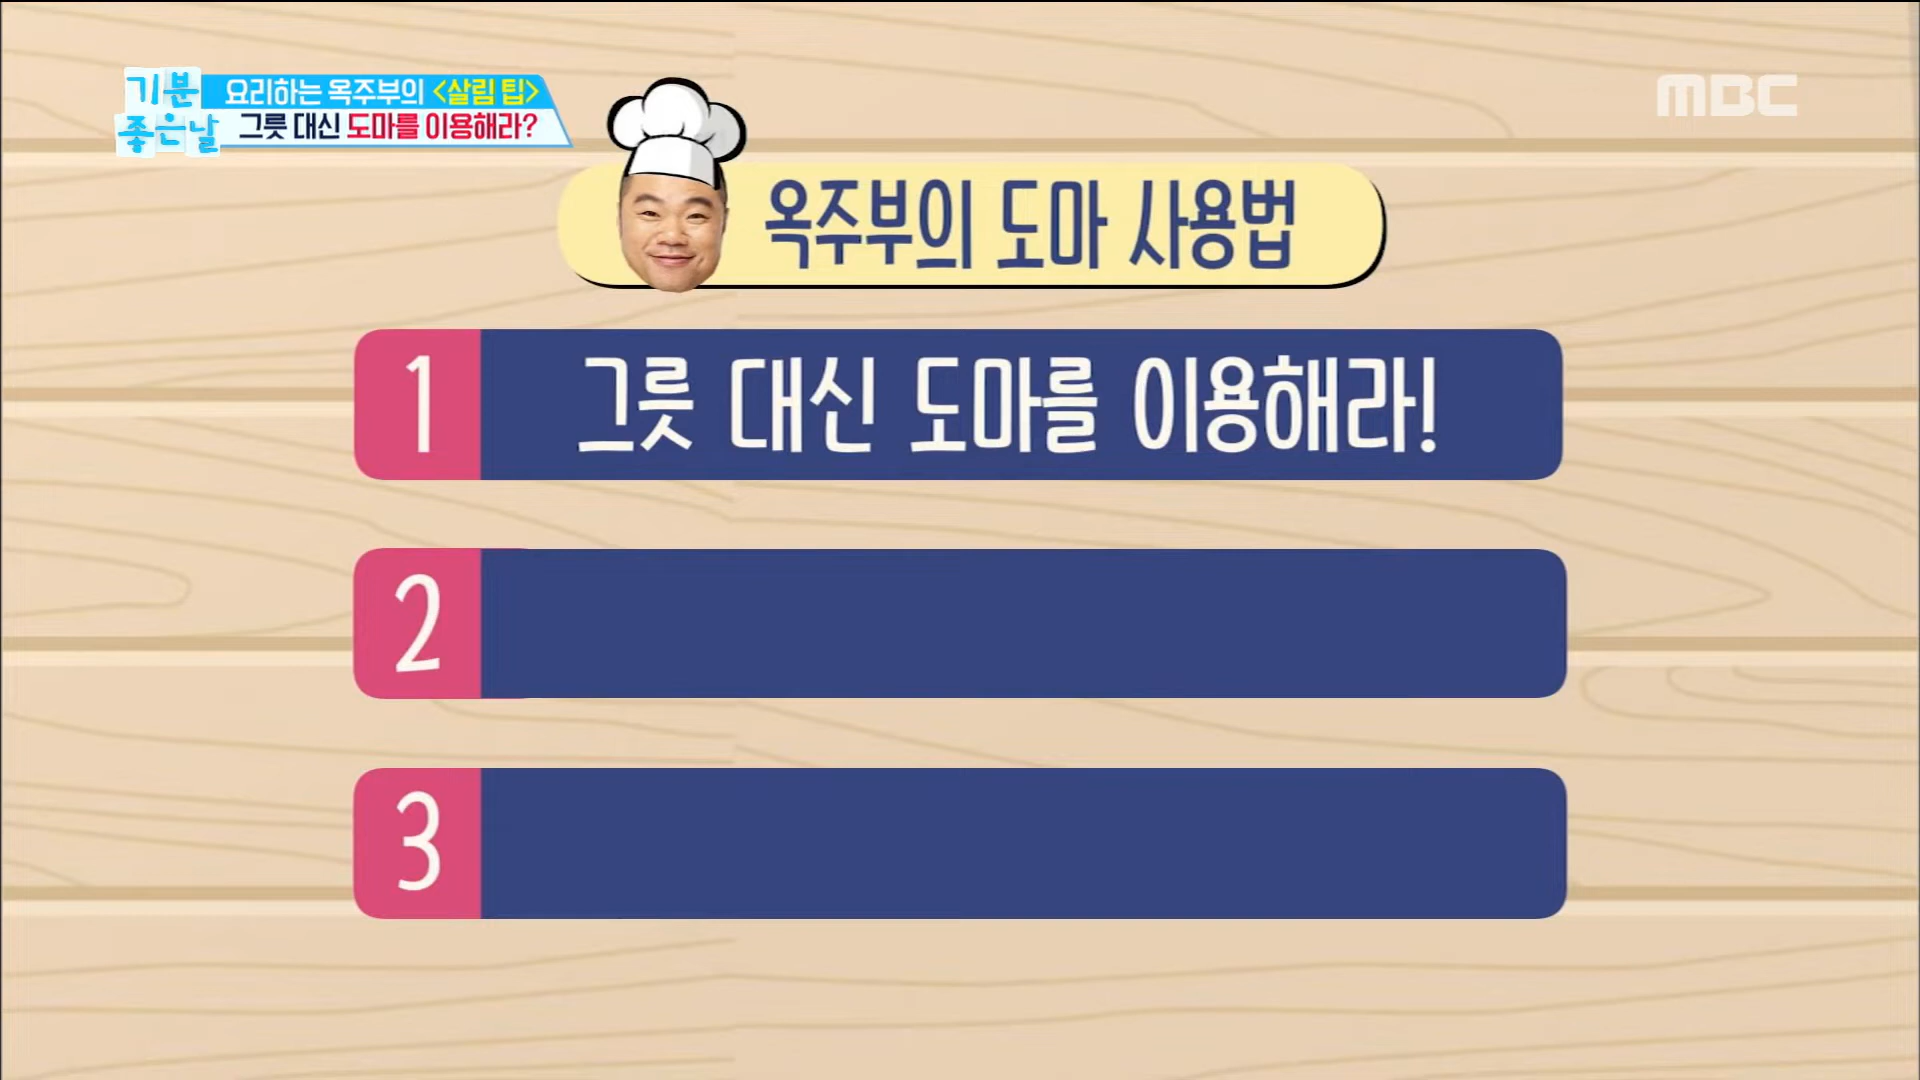 기분
좋은날
요리하는 옥주부의 <살림 팁>
그릇 대신 도마를 이용해라?
MBC
옥주부의 도마 사용법
1 그릇 대신 도마를 이용해라!
2
3